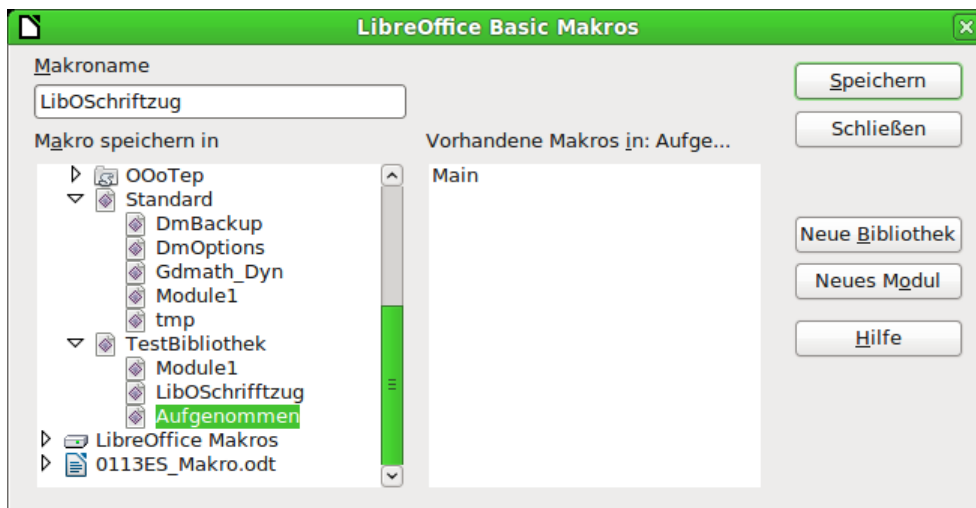 LibreOffice Basic Makros
Makroname
LibOSchriftzug
Makro speichern in
OOoTep
Standard
DmBackup
DmOptions
Gdmath_Dyn
Module1
tmp
TestBibliothek
Module1
LibOSchrifftzug
Aufgenommen
LibreOffice Makros
0113ES_Makro.odt
Vorhandene Makros in: Aufge...
Main
Speichern
Schließen
Neue Bibliothek
Neues Modul
Hilfe